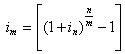 i_m = [(1+i_n)^{n/m} − 1]